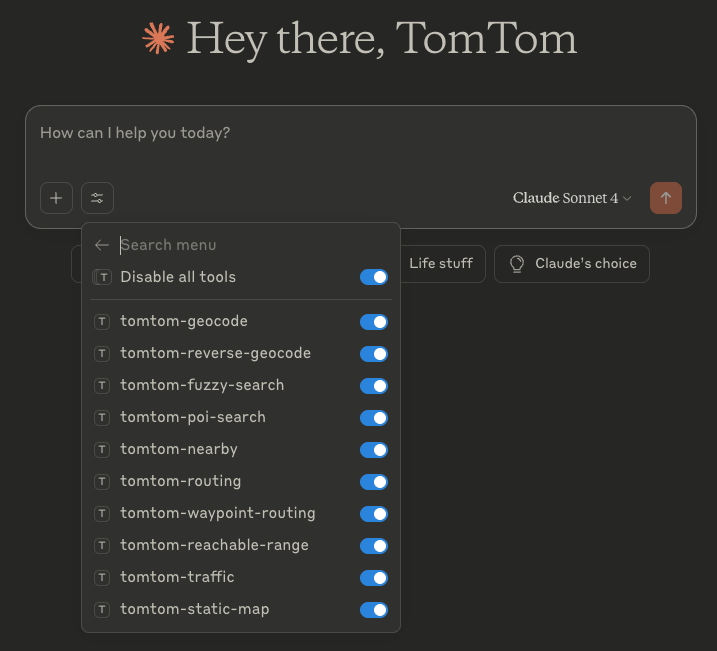 Hey there, TomTom
How can I help you today?
Claude Sonnet 4
Search menu
T Disable all tools
Life stuff
Claude's choice
T tomtom-geocode
T tomtom-reverse-geocode
T tomtom-fuzzy-search
T tomtom-poi-search
T tomtom-nearby
T tomtom-routing
T tomtom-waypoint-routing
T tomtom-reachable-range
T tomtom-traffic
T tomtom-static-map